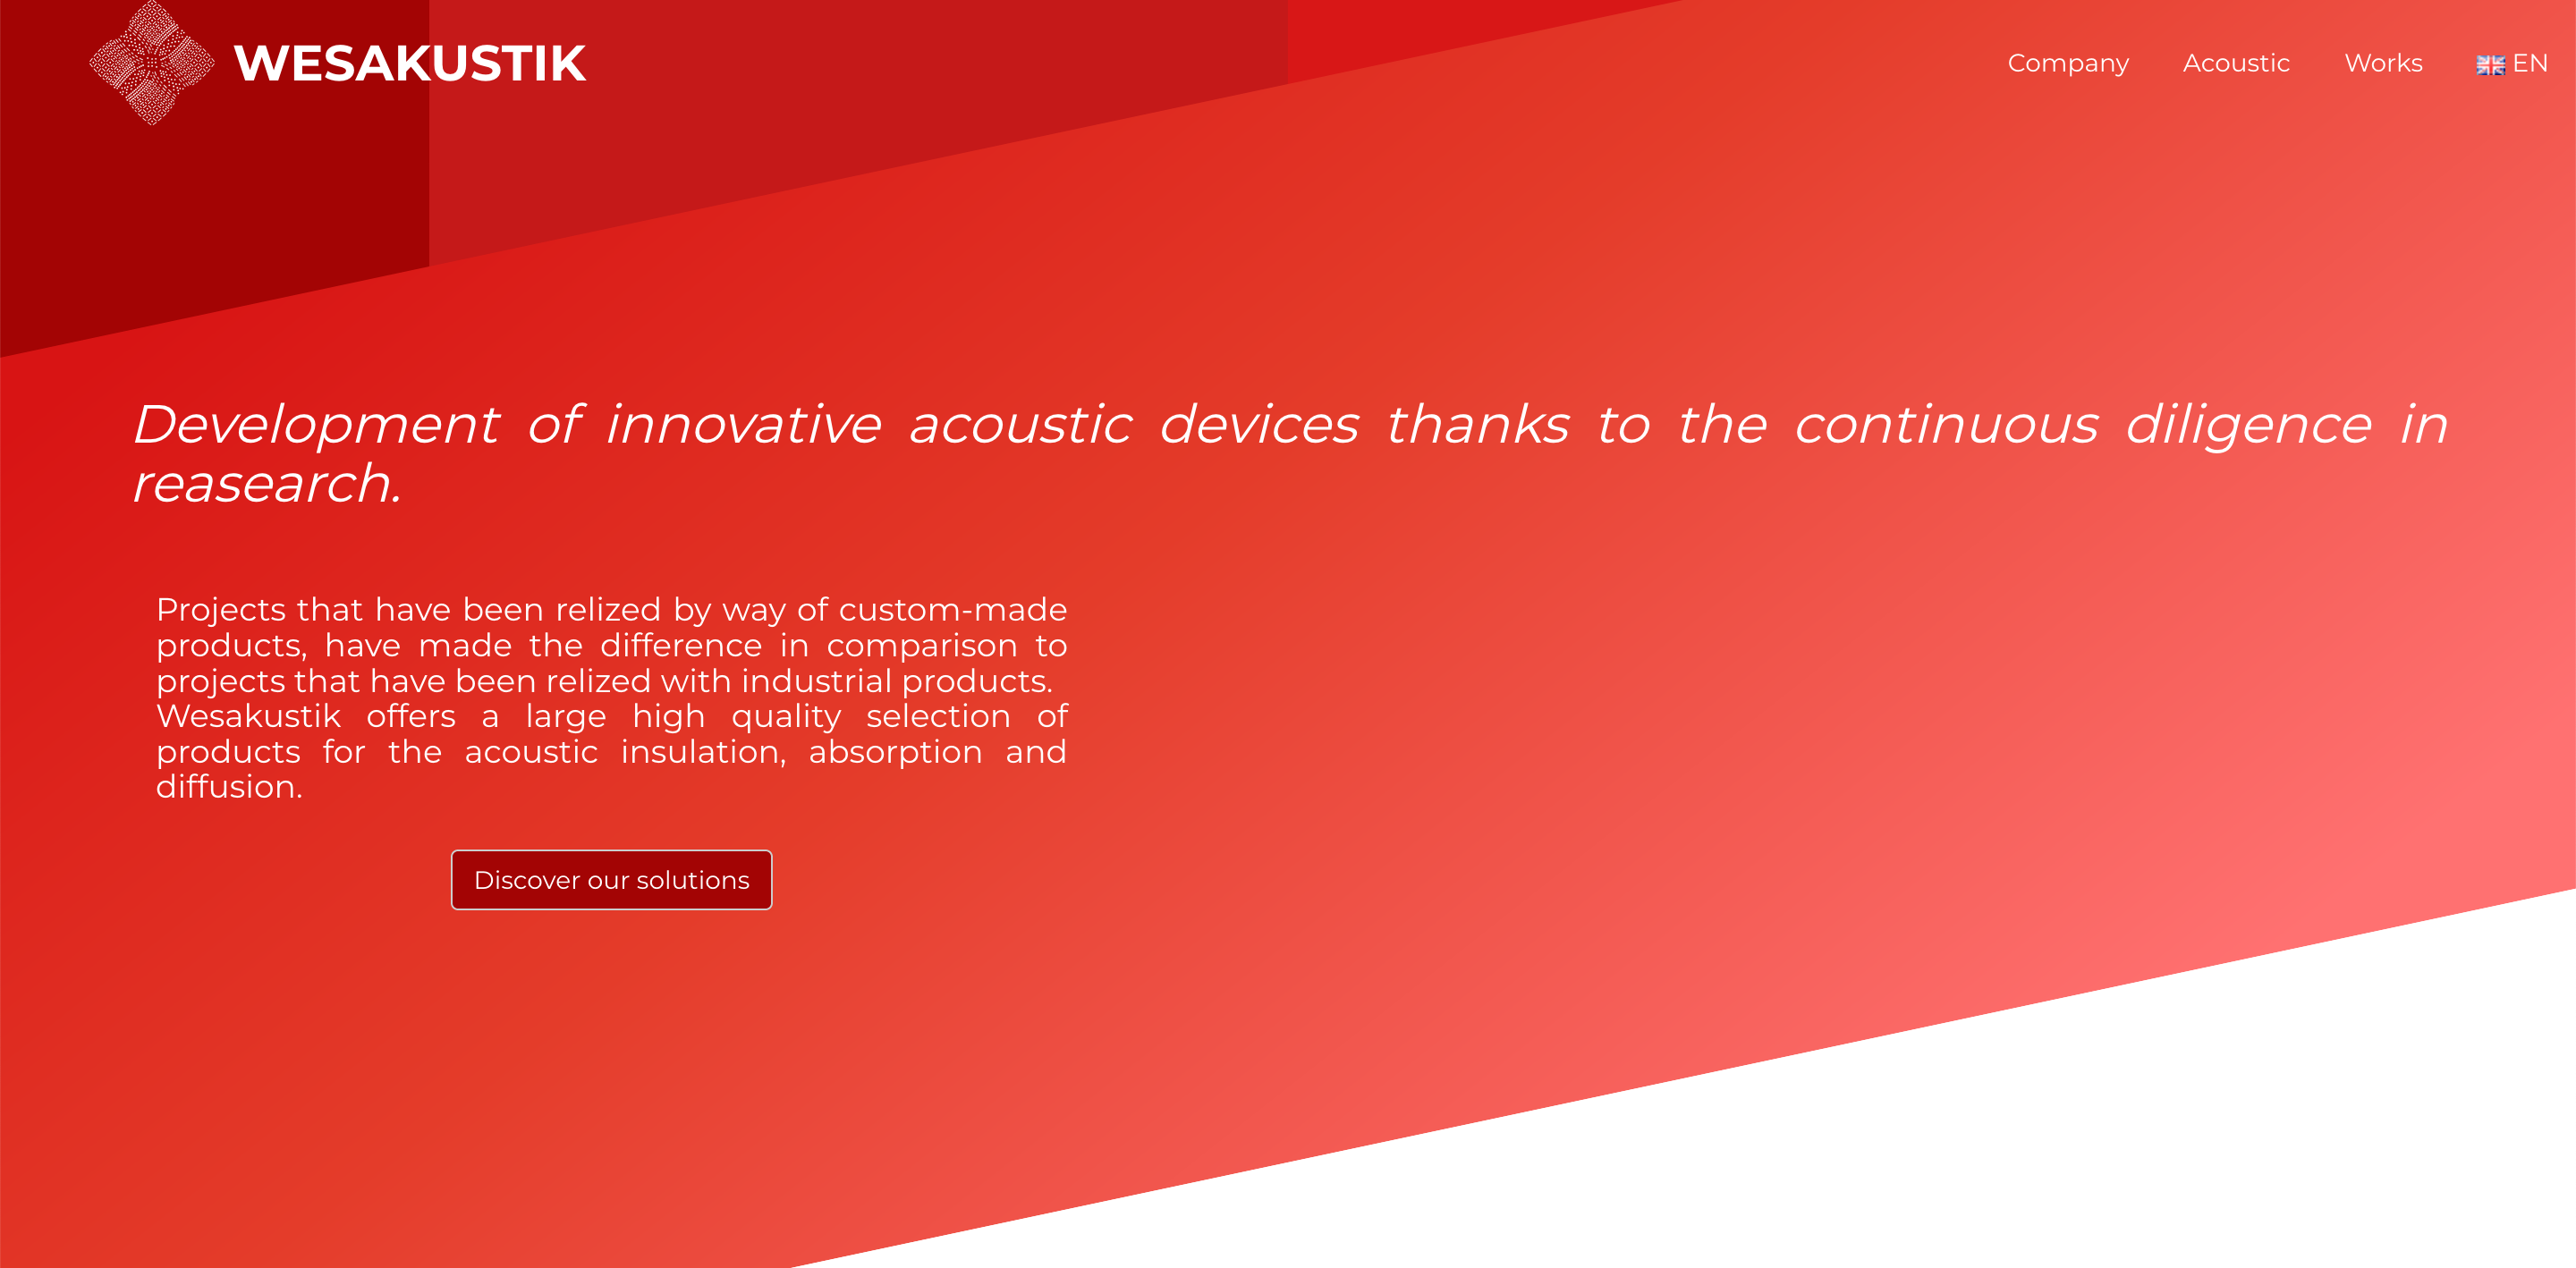 WESAKUSTIK
Company
Acoustic
Works
EN
Development of innovative acoustic devices thanks to the continuous diligence in
reasearch.
Projects that have been relized by way of custom-made
products, have made the difference in comparison to
projects that have been relized with industrial products.
Wesakustik offers a large high quality selection of
products for the acoustic insulation, absorption and
diffusion.
Discover our solutions